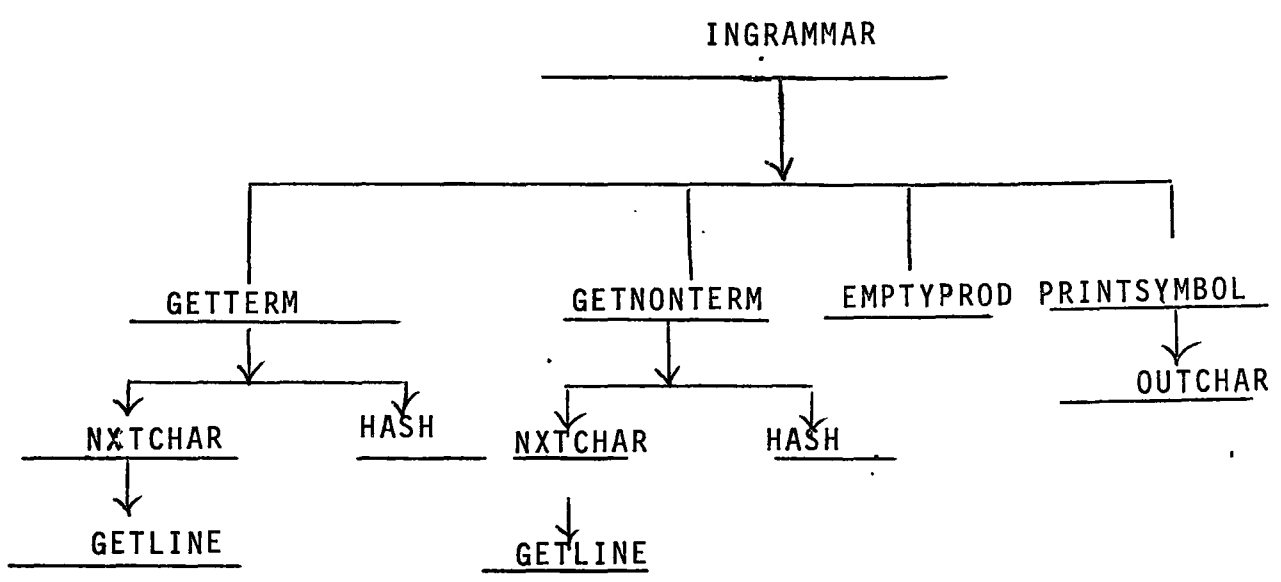 INGRAMMAR
GETTERM GETNONTERM EMPTYPROD PRINTSYMBOL
OUTCHAR
NXTCHAR HASH NXTCHAR HASH
GETLINE GETLINE